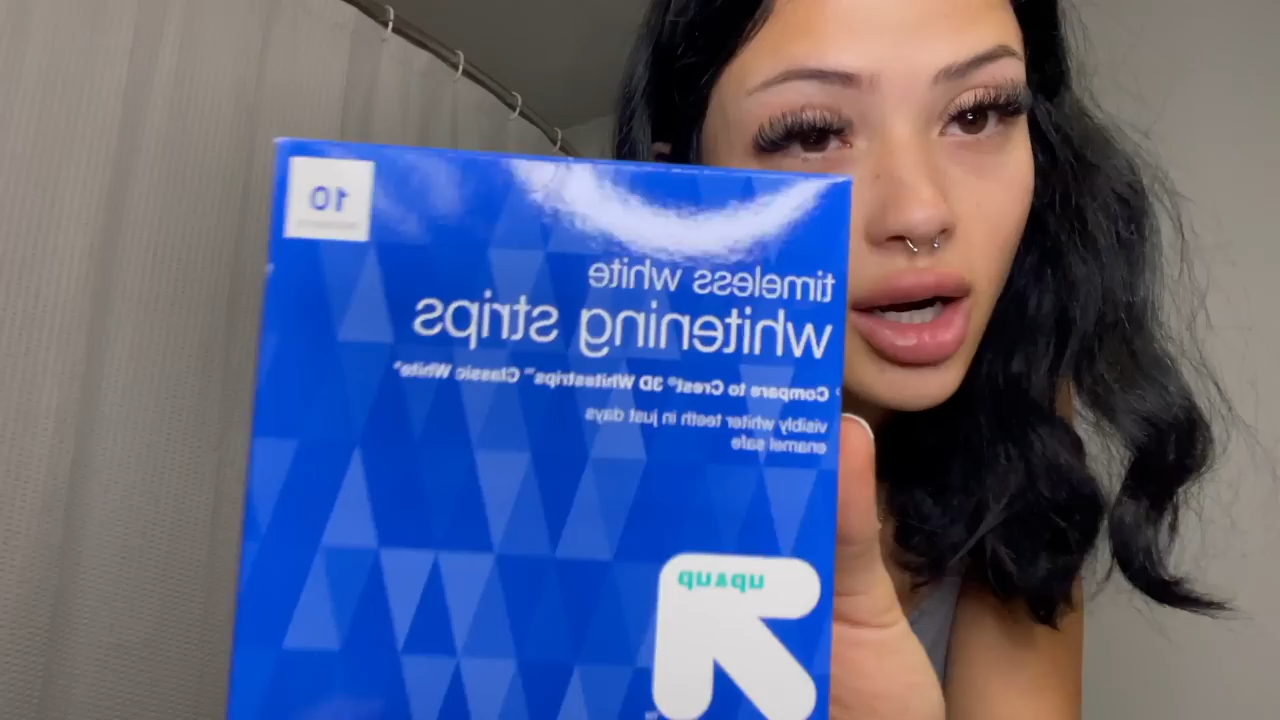 10
timeless white
whitening strips
Compare to Crest® 3D Whitestrips™ Classic White*
visibly whiter teeth in just days
enamel safe
up&up